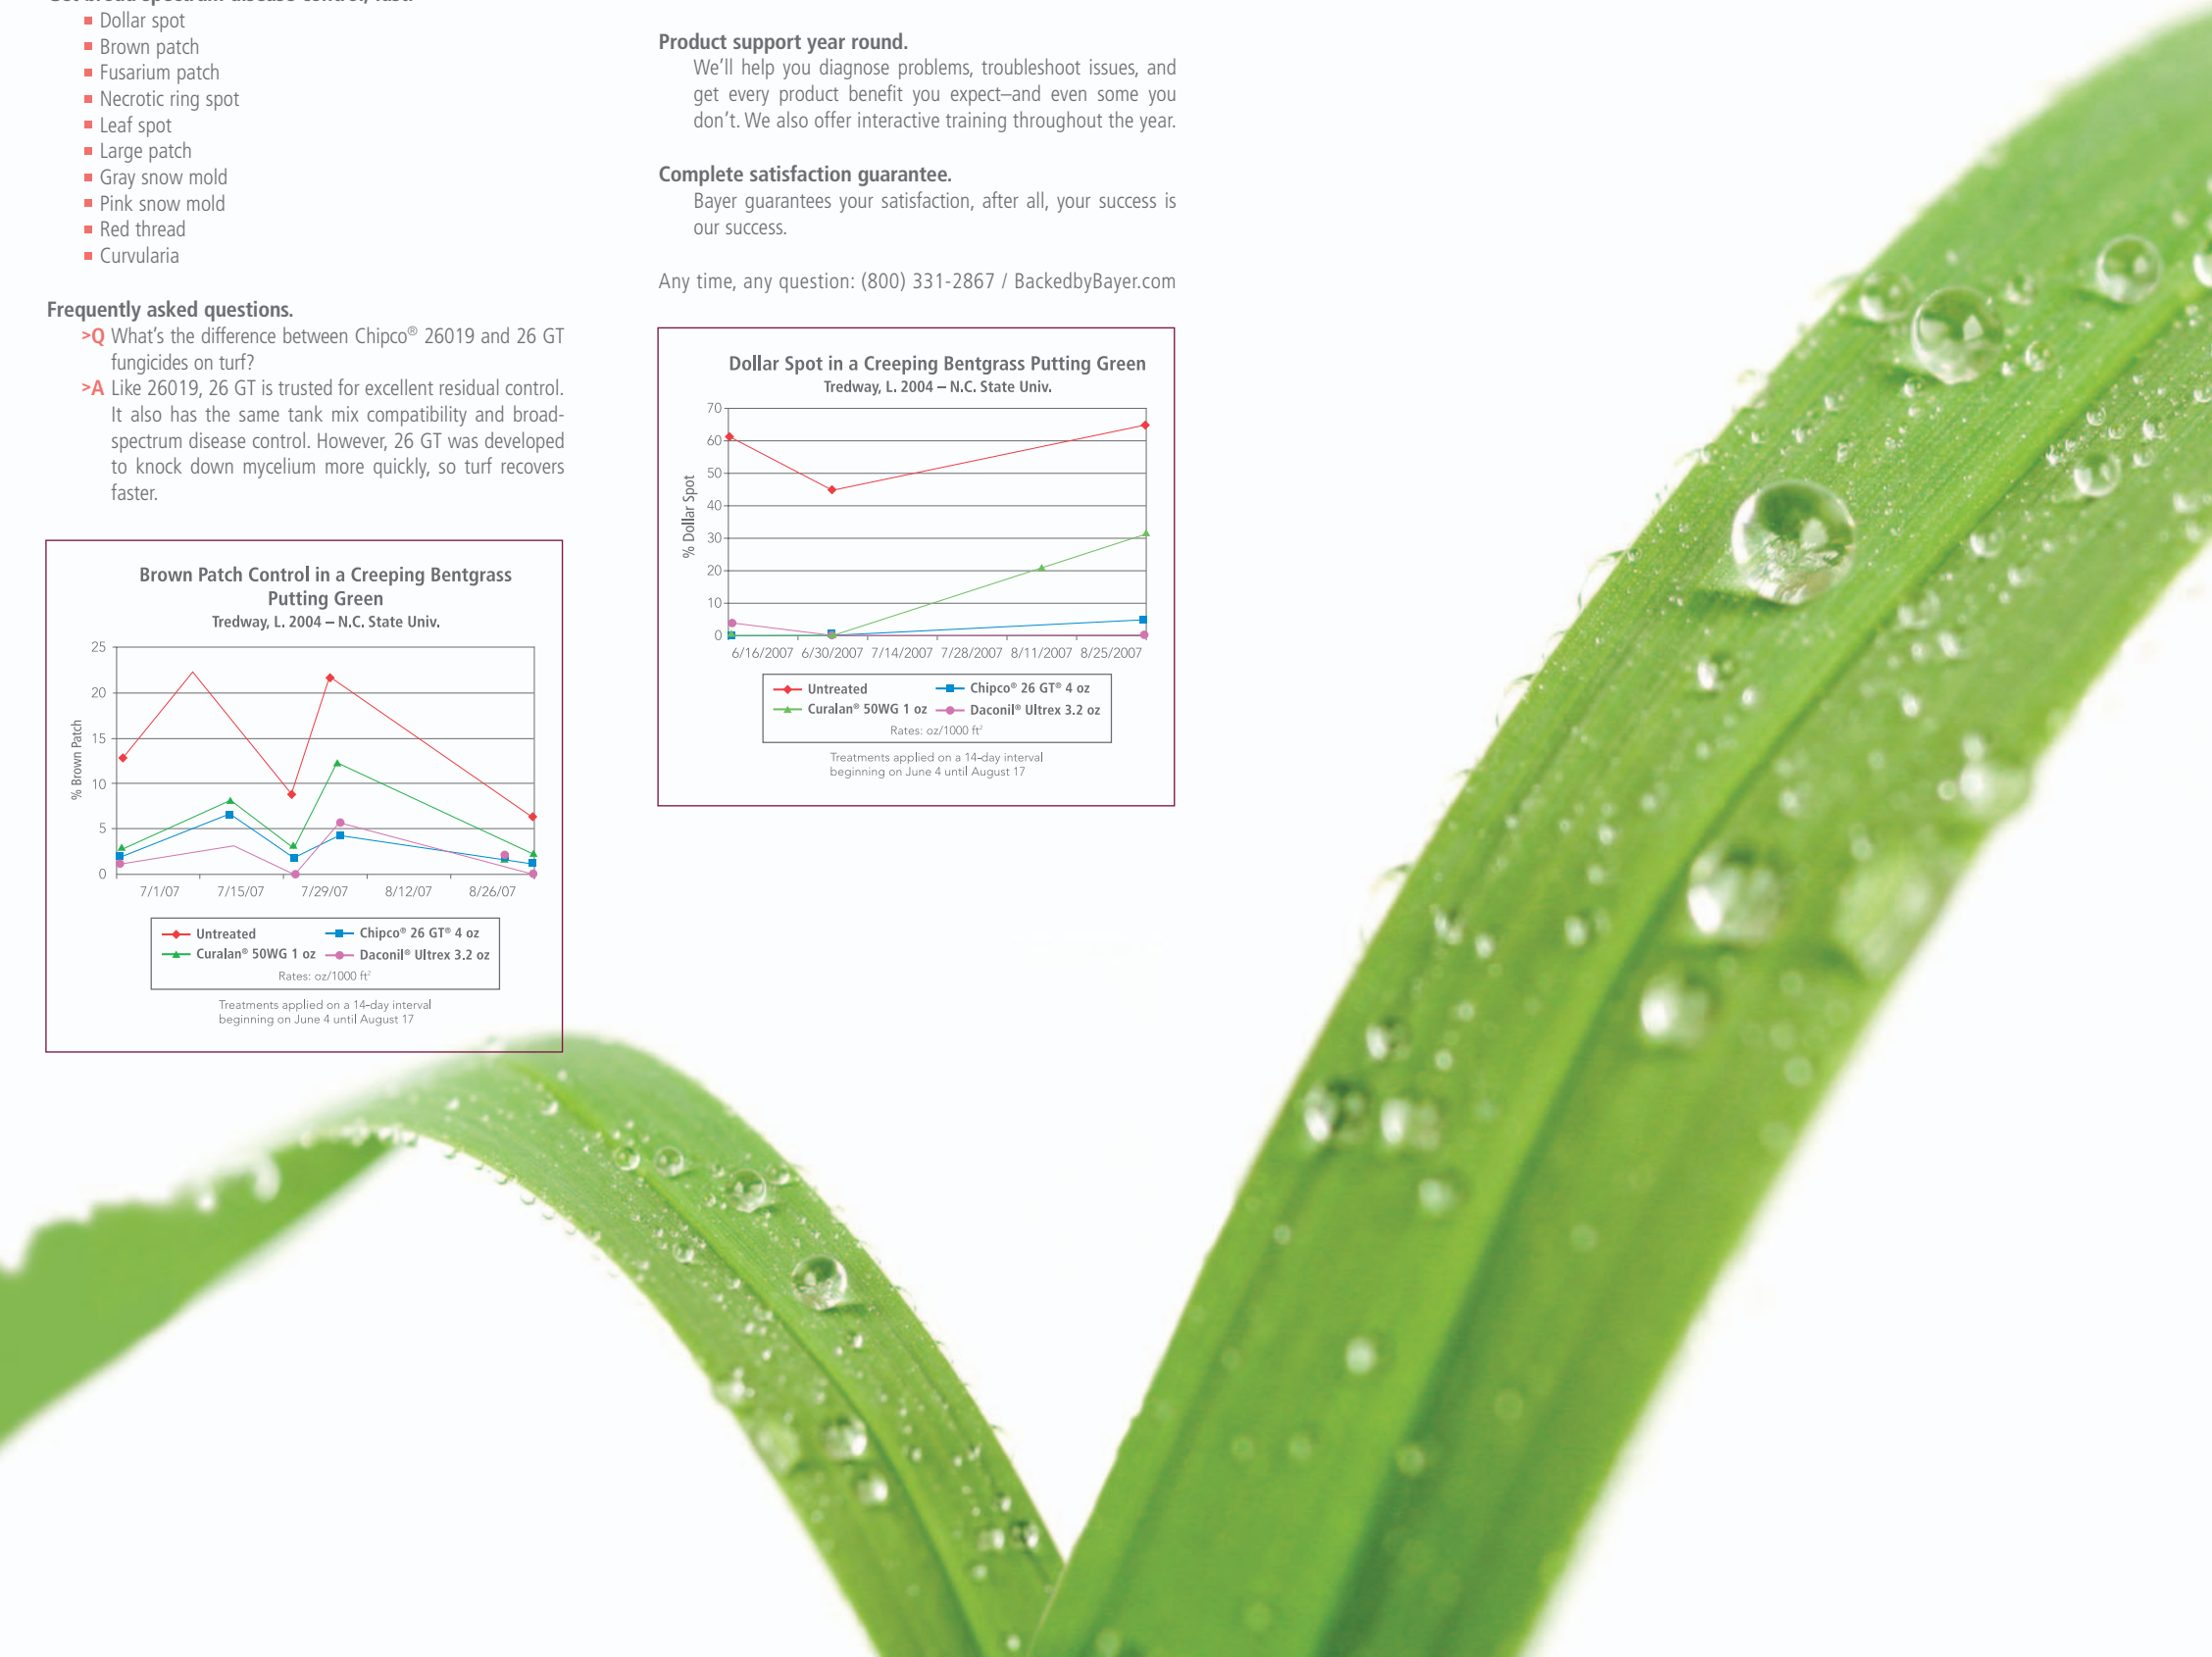 Get broad-spectrum disease control, fast.
Dollar spot
Brown patch
Fusarium patch
Necrotic ring spot
Leaf spot
Large patch
Gray snow mold
Pink snow mold
Red thread
Curvularia
Frequently asked questions.
>Q What's the difference between Chipco® 26019 and 26 GT
fungicides on turf?
>A Like 26019, 26 GT is trusted for excellent residual control.
It also has the same tank mix compatibility and broad-
spectrum disease control. However, 26 GT was developed
to knock down mycelium more quickly, so turf recovers
faster.
Brown Patch Control in a Creeping Bentgrass
Putting Green
Tredway, L. 2004 – N.C. State Univ.
% Brown Patch
25
20
15
10
5
0
7/1/07 7/15/07 7/29/07 8/12/07 8/26/07
Untreated Chipco® 26 GT® 4 oz
Curalan® 50WG 1 oz Daconil® Ultrex 3.2 oz
Rates: oz/1000 ft²
Treatments applied on a 14-day interval
beginning on June 4 until August 17
Product support year round.
We'll help you diagnose problems, troubleshoot issues, and
get every product benefit you expect–and even some you
don't. We also offer interactive training throughout the year.
Complete satisfaction guarantee.
Bayer guarantees your satisfaction, after all, your success is
our success.
Any time, any question: (800) 331-2867 / BackedbyBayer.com
Dollar Spot in a Creeping Bentgrass Putting Green
Tredway, L. 2004 – N.C. State Univ.
% Dollar Spot
70
60
50
40
30
20
10
0
6/16/2007 6/30/2007 7/14/2007 7/28/2007 8/11/2007 8/25/2007
Untreated Chipco® 26 GT® 4 oz
Curalan® 50WG 1 oz Daconil® Ultrex 3.2 oz
Rates: oz/1000 ft²
Treatments applied on a 14-day interval
beginning on June 4 until August 17